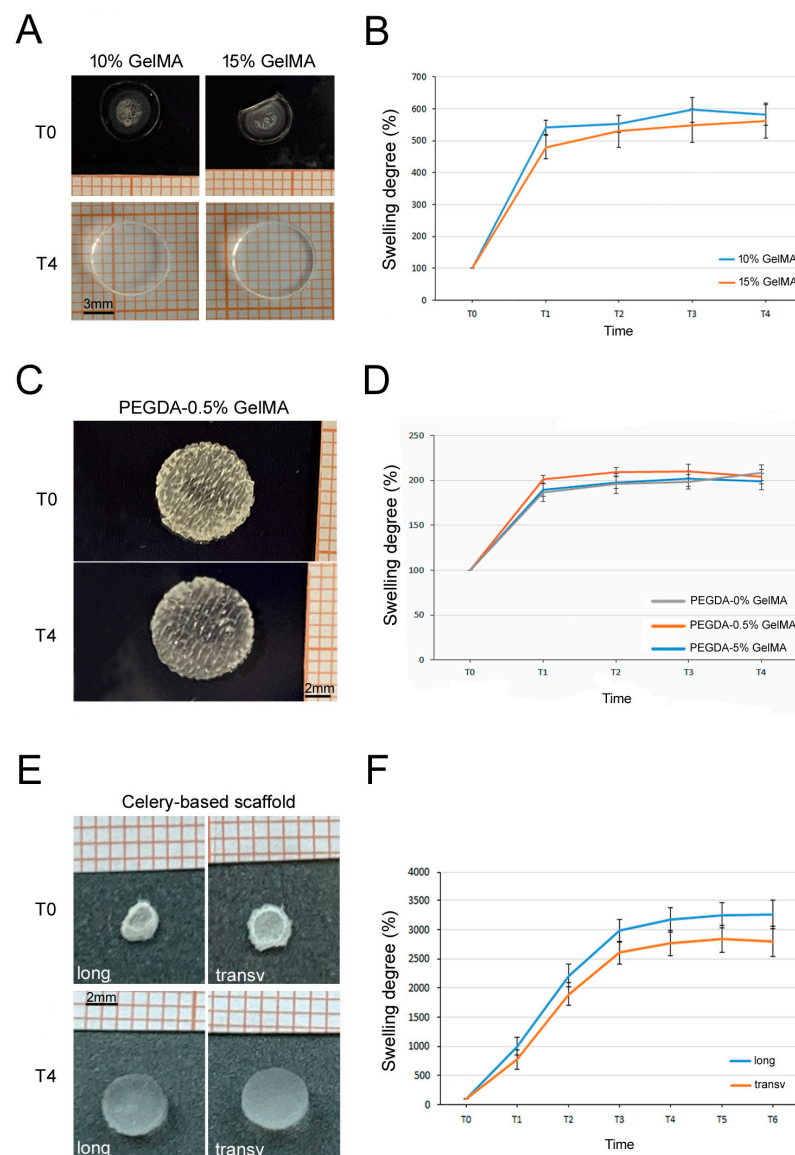 A
10% GelMA
15% GelMA
T0
T4
3mm
B
Swelling degree (%)
700
600
500
400
300
200
100
0
T0
T1
T2
T3
T4
Time
10% GelMA
15% GelMA
C
PEGDA-0.5% GelMA
T0
T4
2mm
D
Swelling degree (%)
250
200
150
100
50
0
T0
T1
T2
T3
T4
Time
PEGDA-0% GelMA
PEGDA-0.5% GelMA
PEGDA-5% GelMA
E
Celery-based scaffold
T0
long
transv
2mm
T4
long
transv
F
Swelling degree (%)
4000
3500
3000
2500
2000
1500
1000
500
0
T0
T1
T2
T3
T4
T5
T6
Time
long
transv